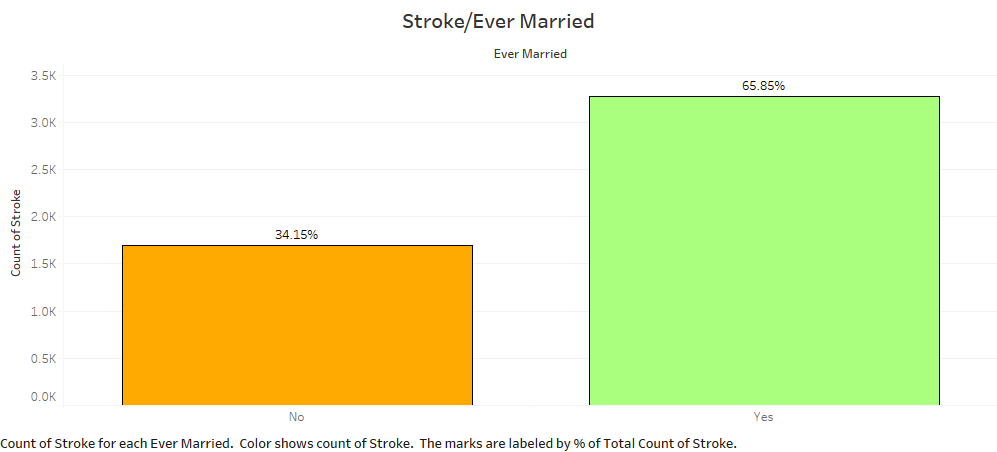 Stroke/Ever Married
Ever Married
3.5K
3.0K
2.5K
2.0K
1.5K
1.0K
0.5K
0.0K
Count of Stroke
34.15%
65.85%
No
Yes
Count of Stroke for each Ever Married.  Color shows count of Stroke.  The marks are labeled by % of Total Count of Stroke.